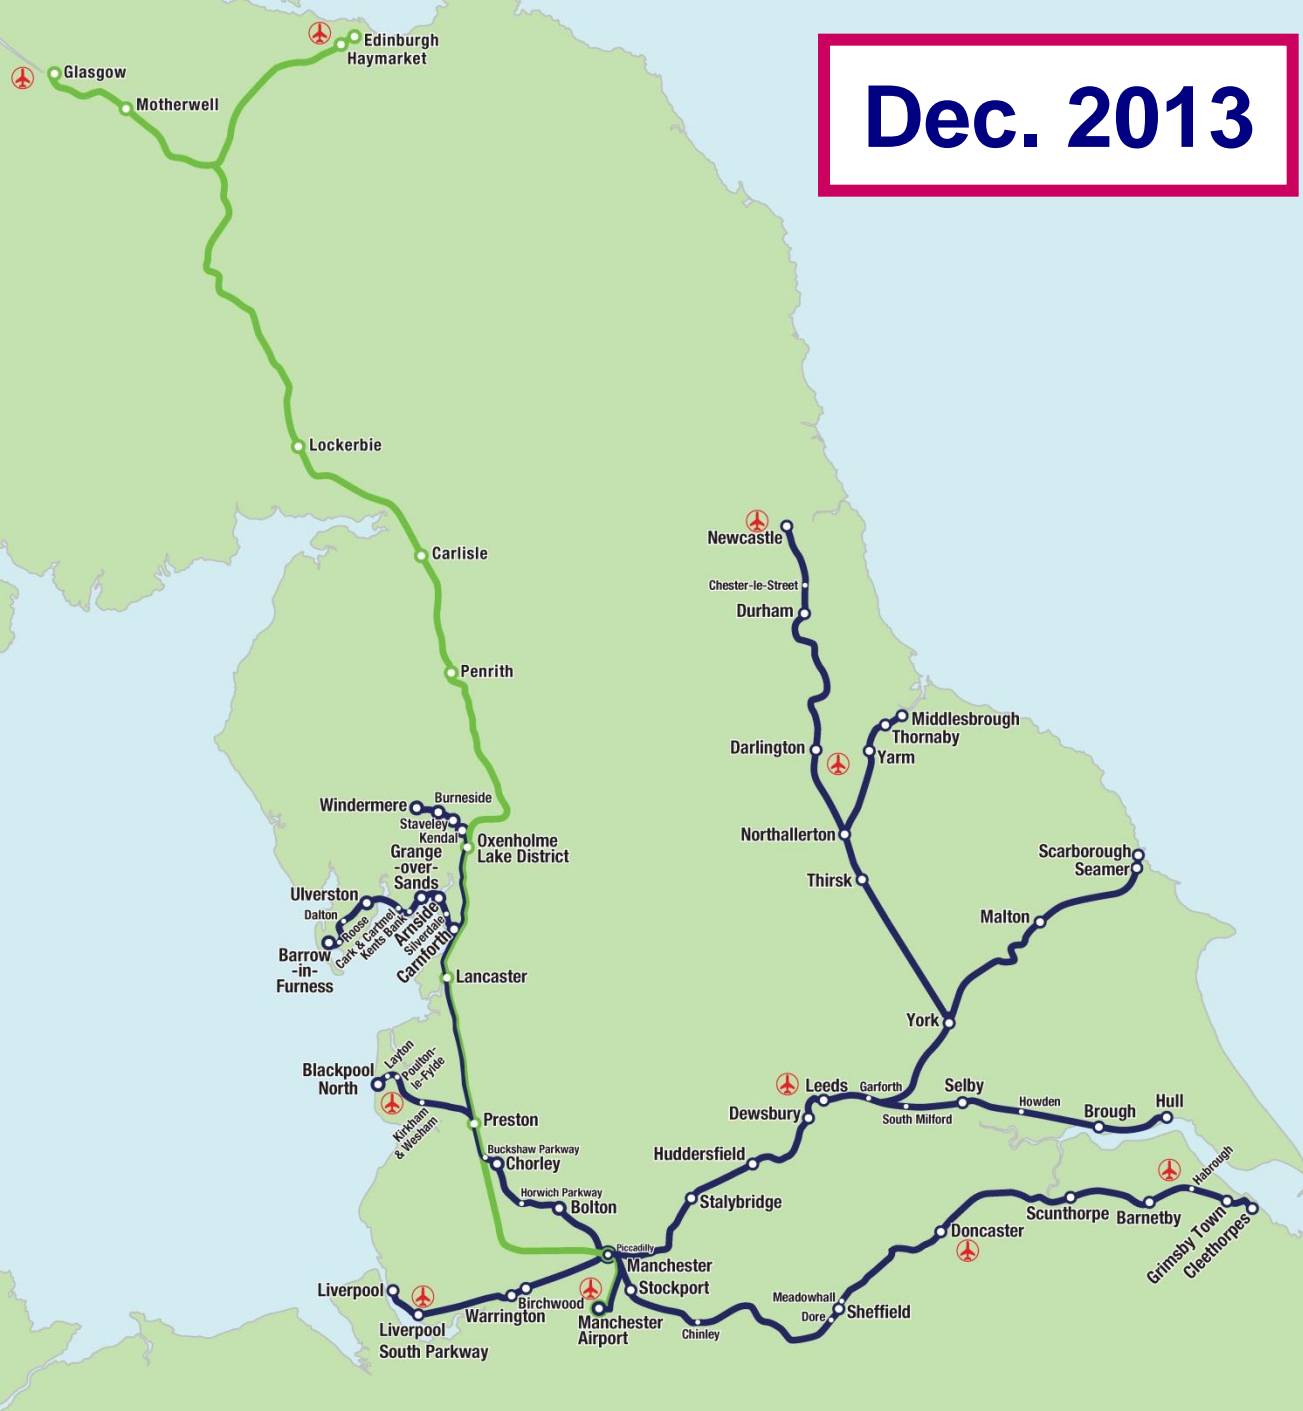 Dec. 2013
Edinburgh
Haymarket
Glasgow
Motherwell
Lockerbie
Carlisle
Penrith
Newcastle
Chester-le-Street
Durham
Darlington
Middlesbrough
Thornaby
Yarm
Northallerton
Thirsk
Scarborough
Seamer
Malton
York
Windermere
Burneside
Staveley
Kendal
Oxenholme
Lake District
Grange
-over-
Sands
Ulverston
Dalton
Roose
Cark & Cartmel
Kents Bank
Arnside
Silverdale
Carnforth
Barrow
-in-
Furness
Lancaster
Blackpool
North
Layton
Poulton-
le-Fylde
Kirkham
& Wesham
Preston
Buckshaw Parkway
Chorley
Horwich Parkway
Bolton
Leeds
Garforth
Selby
Dewsbury
South Milford
Howden
Brough
Hull
Huddersfield
Stalybridge
Piccadilly
Manchester
Stockport
Liverpool
Liverpool
South Parkway
Warrington
Birchwood
Manchester
Airport
Chinley
Meadowhall
Dore
Sheffield
Doncaster
Scunthorpe
Barnetby
Habrough
Grimsby Town
Cleethorpes